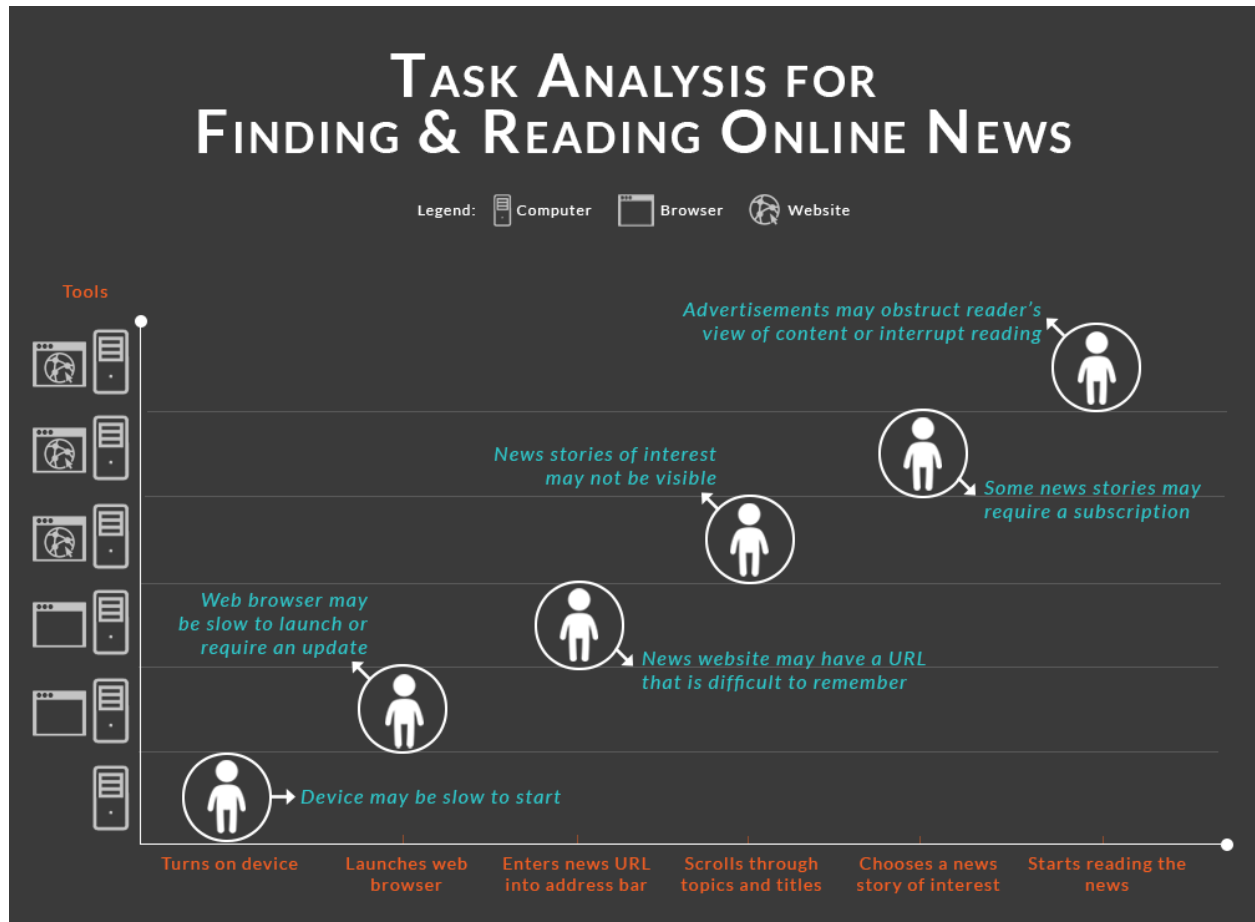 Task Analysis for
Finding & Reading Online News
Legend: Computer Browser Website
Tools
Advertisements may obstruct reader's
view of content or interrupt reading
News stories of interest
may not be visible
Some news stories may
require a subscription
Web browser may
be slow to launch or
require an update
News website may have a URL
that is difficult to remember
Device may be slow to start
Turns on device
Launches web
browser
Enters news URL
into address bar
Scrolls through
topics and titles
Chooses a news
story of interest
Starts reading the
news